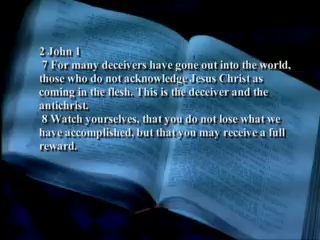 2 John 1
7 For many deceivers have gone out into the world,
those who do not acknowledge Jesus Christ as
coming in the flesh. This is the deceiver and the
antichrist.
8 Watch yourselves, that you do not lose what we
have accomplished, but that you may receive a full
reward.